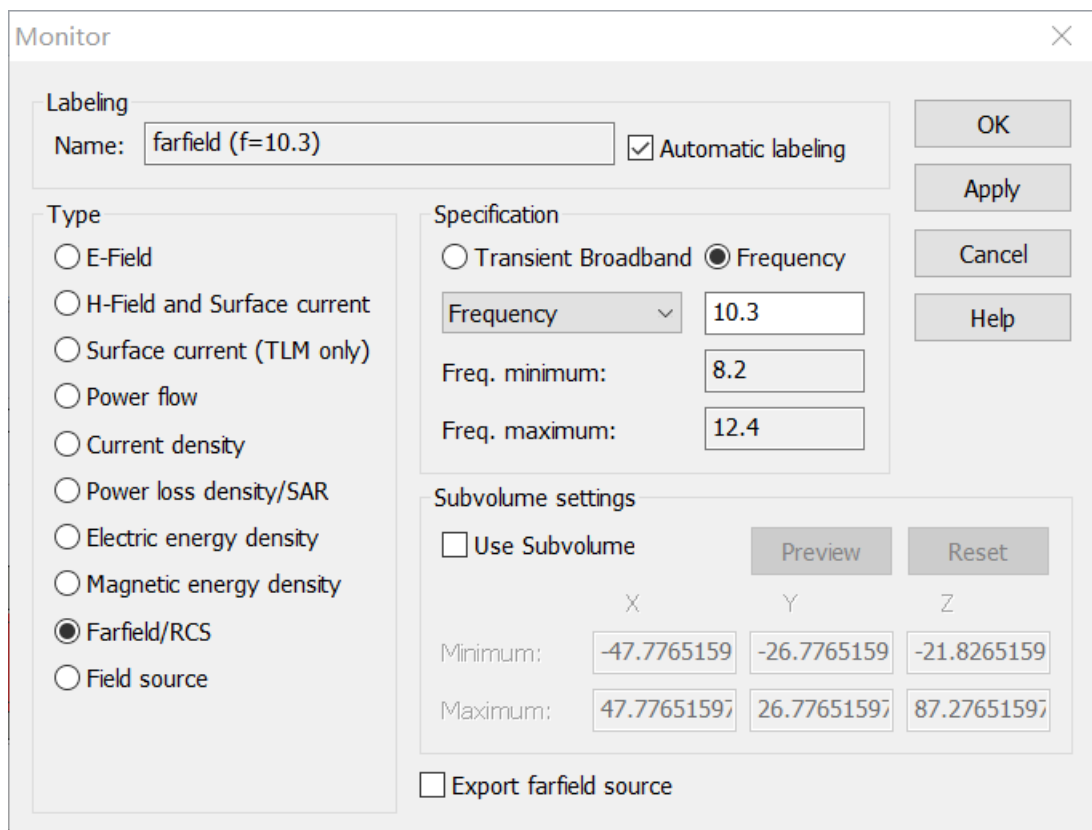 Monitor
Labeling
Name: farfield (f=10.3) Automatic labeling
OK
Apply
Cancel
Help
Type
E-Field
H-Field and Surface current
Surface current (TLM only)
Power flow
Current density
Power loss density/SAR
Electric energy density
Magnetic energy density
Farfield/RCS
Field source
Specification
Transient Broadband Frequency
Frequency 10.3
Freq. minimum: 8.2
Freq. maximum: 12.4
Subvolume settings
Use Subvolume Preview Reset
X Y Z
Minimum: -47.7765159 -26.7765159 -21.8265159
Maximum: 47.77651597 26.77651597 87.27651597
Export farfield source